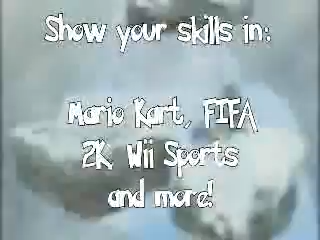 Show your skills in:
Mario Kart, FIFA
2K, Wii Sports
and more!